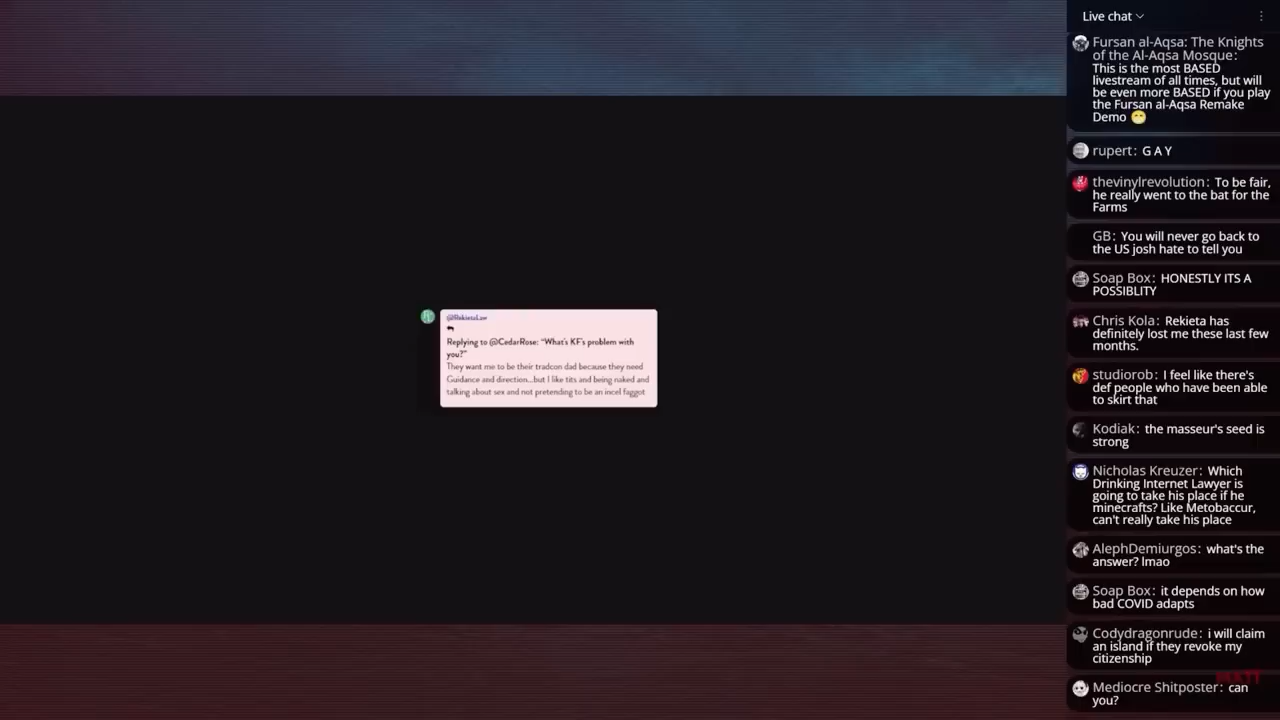 @RekietaLaw
Replying to @CedarRose: “What's KF's problem with
you?”
They want me to be their tradcon dad because they need
Guidance and direction...but I like tits and being naked and
talking about sex and not pretending to be an incel faggot
Live chat
Fursan al-Aqsa: The Knights
of the Al-Aqsa Mosque:
This is the most BASED
livestream of all times, but will
be even more BASED if you play
the Fursan al-Aqsa Remake
Demo 😁
rupert: G A Y
thevinylrevolution: To be fair,
he really went to the bat for the
Farms
GB: You will never go back to
the US josh hate to tell you
Soap Box: HONESTLY ITS A
POSSIBLITY
Chris Kola: Rekieta has
definitely lost me these last few
months.
studiorob: I feel like there's
def people who have been able
to skirt that
Kodiak: the masseur's seed is
strong
Nicholas Kreuzer: Which
Drinking Internet Lawyer is
going to take his place if he
minecrafts? Like Metobaccur,
can't really take his place
AlephDemiurgos: what's the
answer? lmao
Soap Box: it depends on how
bad COVID adapts
Codydragonrude: i will claim
an island if they revoke my
citizenship
Mediocre Shitposter: can
you?